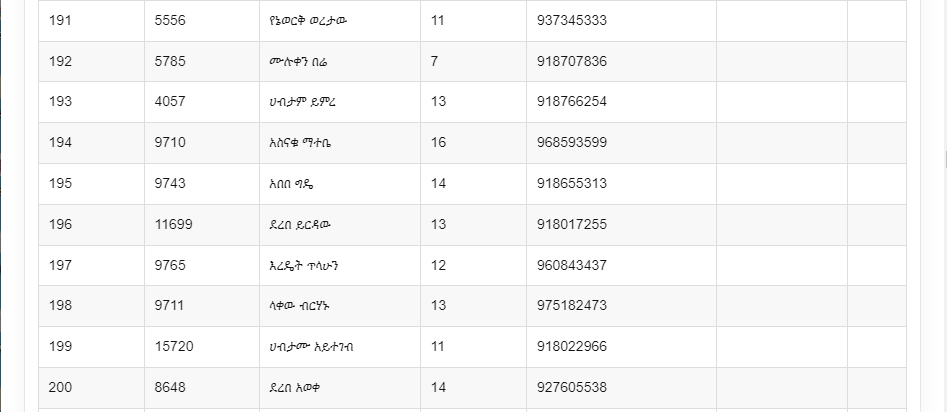 191 5556 የኔወርቅ ወረታው 11 937345333
192 5785 ሙሉቀን በሬ 7 918707836
193 4057 ሀብታም ይምረ 13 918766254
194 9710 አስናቁ ማተቤ 16 968593599
195 9743 አበበ ግዴ 14 918655313
196 11699 ደረበ ይርዳው 13 918017255
197 9765 እረዴት ጥላሁን 12 960843437
198 9711 ላቀው ብርሃኑ 13 975182473
199 15720 ሀብታሙ አይተገብ 11 918022966
200 8648 ደረበ አወቀ 14 927605538